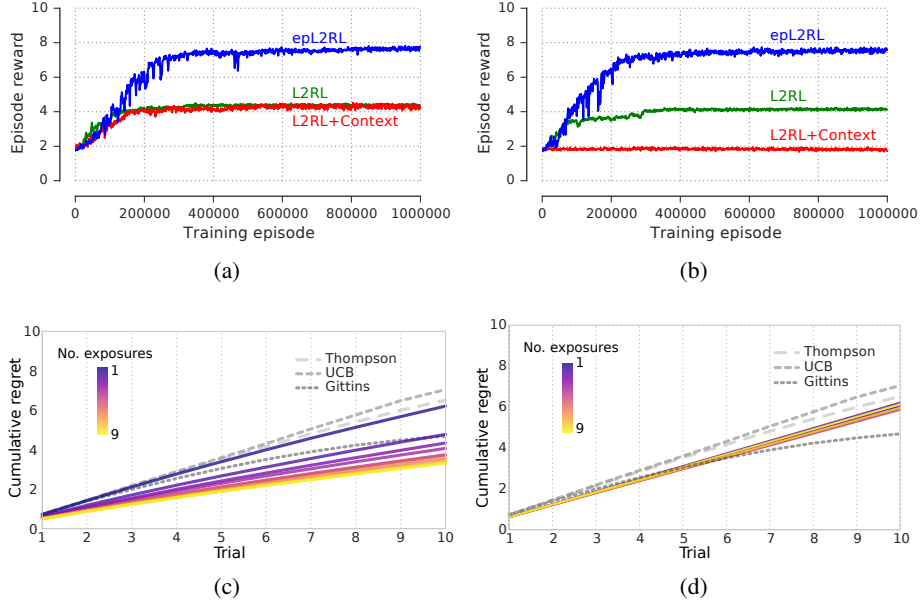 10
8
6
4
2
0
Episode reward
epL2RL
L2RL
L2RL+Context
0 200000 400000 600000 800000 1000000
Training episode
(a)
10
8
6
4
2
0
Episode reward
epL2RL
L2RL
L2RL+Context
0 200000 400000 600000 800000 1000000
Training episode
(b)
10
8
6
4
2
0
Cumulative regret
No. exposures
1
9
Thompson
UCB
Gittins
1 2 3 4 5 6 7 8 9 10
Trial
(c)
10
8
6
4
2
0
Cumulative regret
No. exposures
1
9
Thompson
UCB
Gittins
1 2 3 4 5 6 7 8 9 10
Trial
(d)